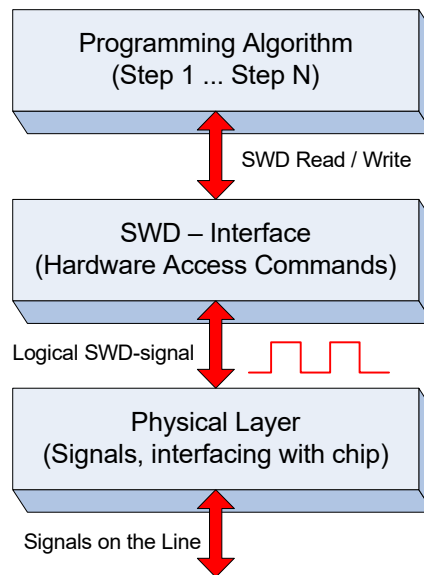 Programming Algorithm
(Step 1 ... Step N)
SWD Read / Write
SWD – Interface
(Hardware Access Commands)
Logical SWD-signal
Physical Layer
(Signals, interfacing with chip)
Signals on the Line